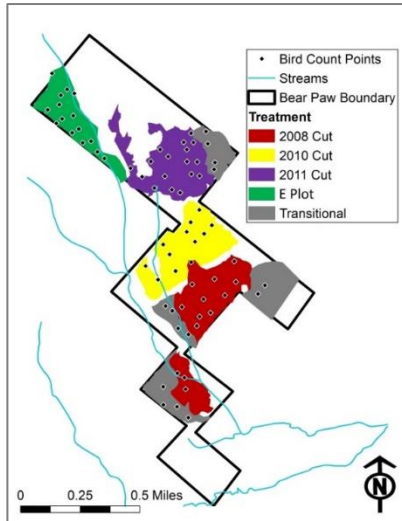 Bird Count Points
Streams
Bear Paw Boundary
Treatment
2008 Cut
2010 Cut
2011 Cut
E Plot
Transitional
0 0.25 0.5 Miles
N